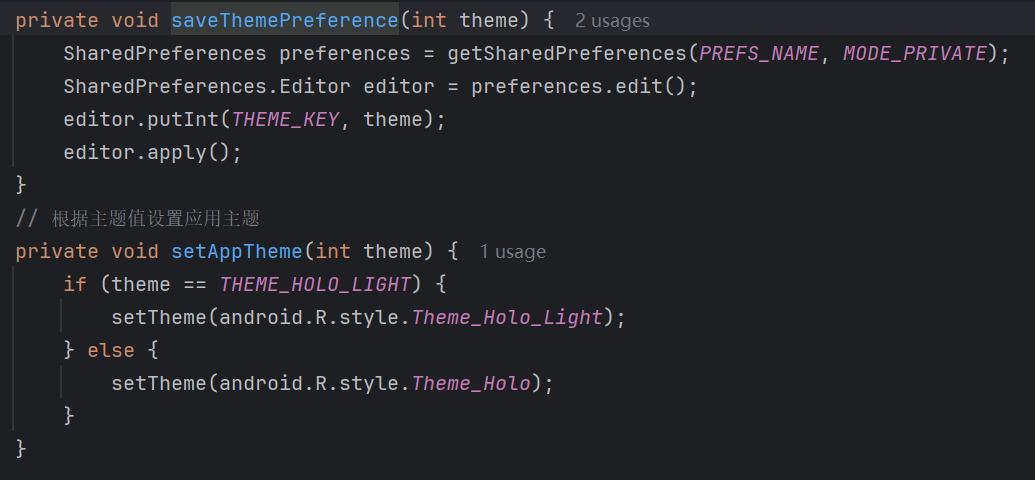 private void saveThemePreference(int theme) { 2 usages
SharedPreferences preferences = getSharedPreferences(PREFS_NAME, MODE_PRIVATE);
SharedPreferences.Editor editor = preferences.edit();
editor.putInt(THEME_KEY, theme);
editor.apply();
}
// 根据主题值设置应用主题
private void setAppTheme(int theme) { 1 usage
if (theme == THEME_HOLO_LIGHT) {
setTheme(android.R.style.Theme_Holo_Light);
} else {
setTheme(android.R.style.Theme_Holo);
}
}